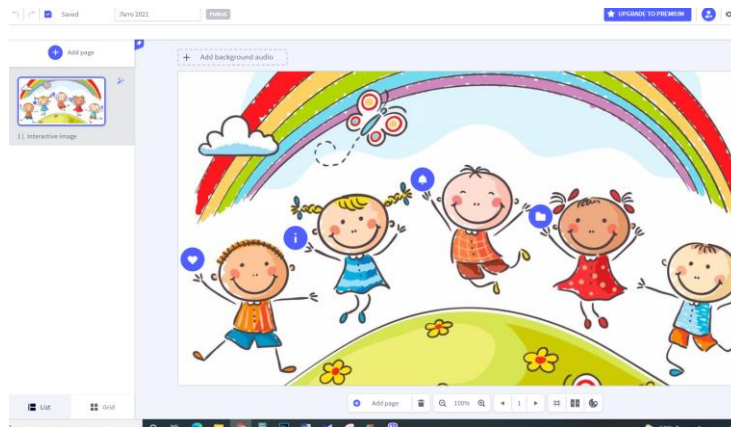 Saved
Лето 2021
PUBLIC
UPGRADE TO PREMIUM
Add page
Add background audio
1 | Interactive image
List
Grid
Add page
100%
1